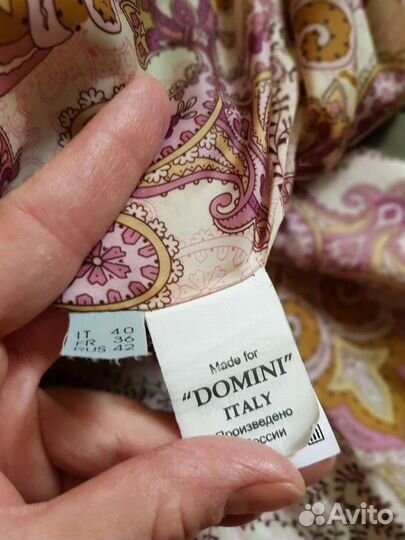 IT 40
FR 36
RUS 42
Made for
"DOMINI"
ITALY
Произведено
России
Avito